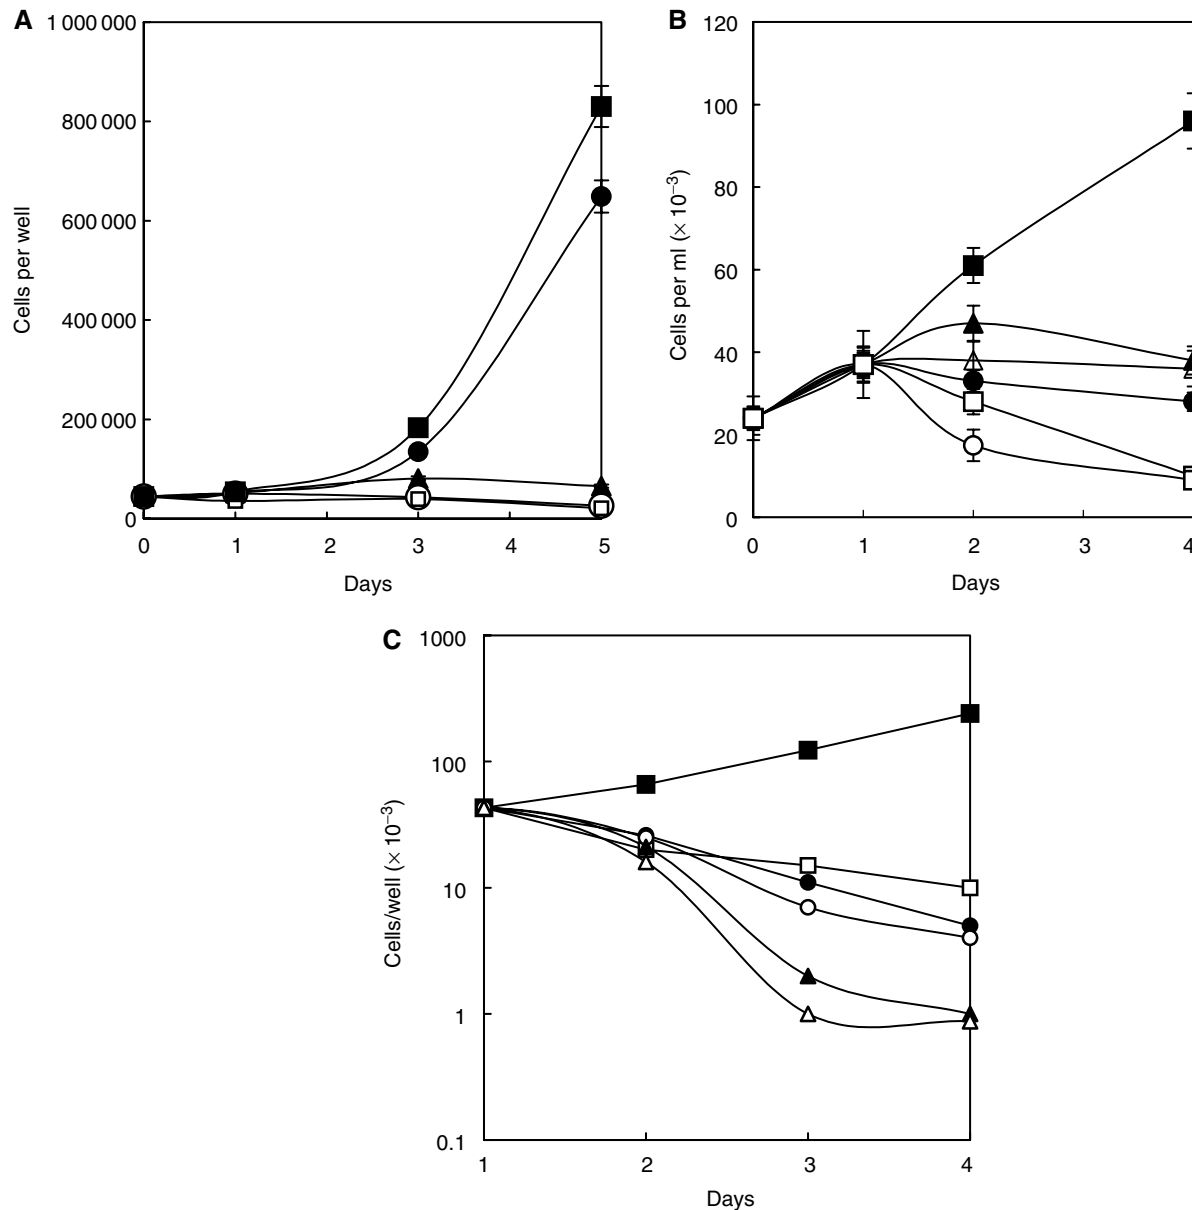 A
1 000 000
800 000
600 000
400 000
200 000
0
Cells per well
0 1 2 3 4 5
Days
B
120
100
80
60
40
20
0
Cells per ml (× 10⁻³)
0 1 2 3 4
Days
C
1000
100
10
1
0.1
Cells/well (× 10⁻³)
1 2 3 4
Days